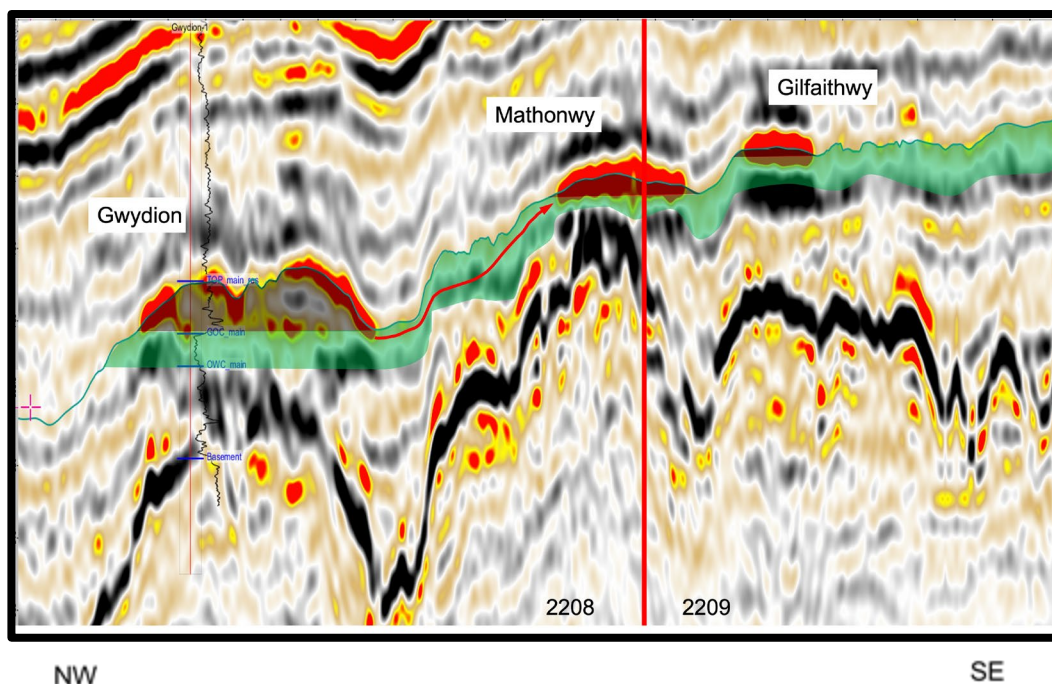 Gwydion-1
Gilfaithwy
Mathonwy
Gwydion
TOP_main_res
GOC_main
OWC_main
Basement
2208
2209
NW
SE